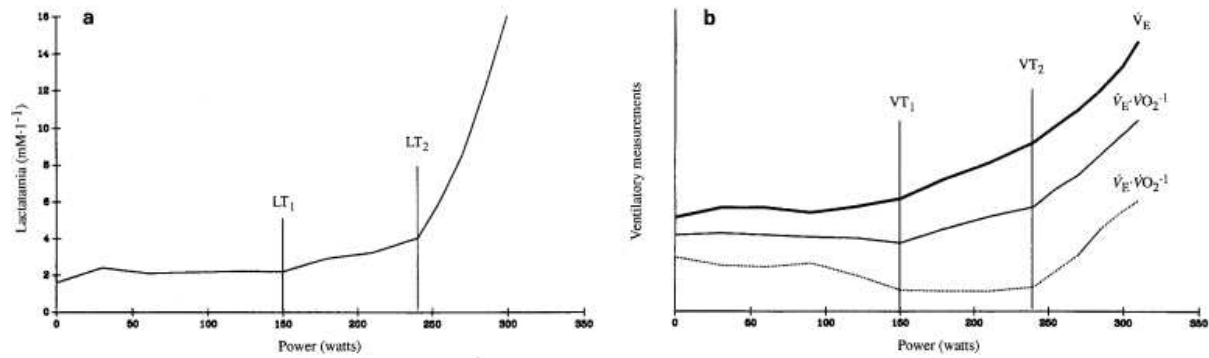 a
16
14
12
10
8
6
4
2
0
Lactatamia (mM·1⁻¹)
LT₁
LT₂
0 50 100 150 200 250 300
Power (watts)
b
Ventilatory measurements
VT₁
VT₂
V̇E
V̇E·V̇O₂⁻¹
V̇E·V̇O₂⁻¹
0 50 100 150 200 250 300
Power (watts)